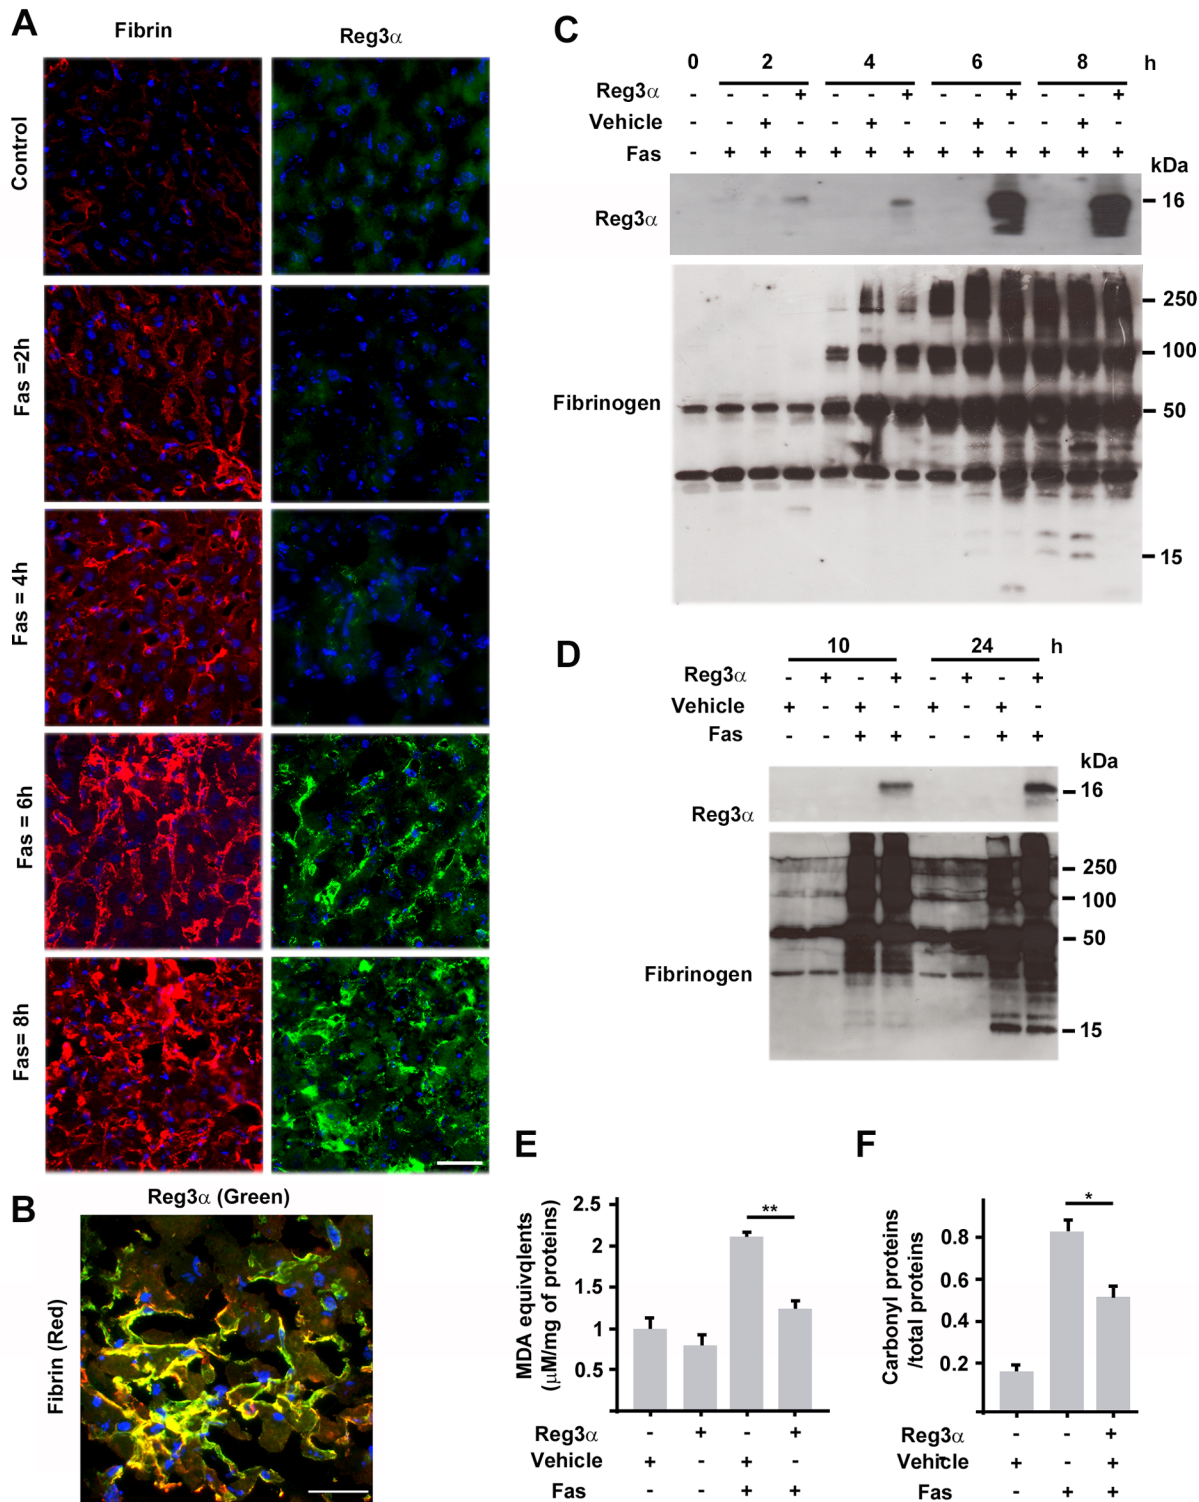 A
Fibrin
Reg3α
Control
Fas =2h
Fas = 4h
Fas = 6h
Fas= 8h
B
Reg3α (Green)
Fibrin (Red)
C
0 2 4 6 8 h
Reg3α - - - + - - + - - + - - +
Vehicle - - + - - + - - + - - + -
Fas - + + + + + + + + + + + +
kDa
Reg3α
16
250
100
Fibrinogen
50
15
D
10 24 h
Reg3α - + - + - + - +
Vehicle + - + - + - + -
Fas - - + + - - + +
kDa
16
Reg3α
250
100
50
Fibrinogen
15
E
MDA equivqlents
(μM/mg of proteins)
2.5
2
1.5
1
0.5
**
Reg3α - + - +
Vehicle + - + -
Fas - - + +
F
Carbonyl proteins
/total proteins
0.8
0.6
0.4
0.2
*
Reg3α - - +
Vehicle + - +
Fas - + +